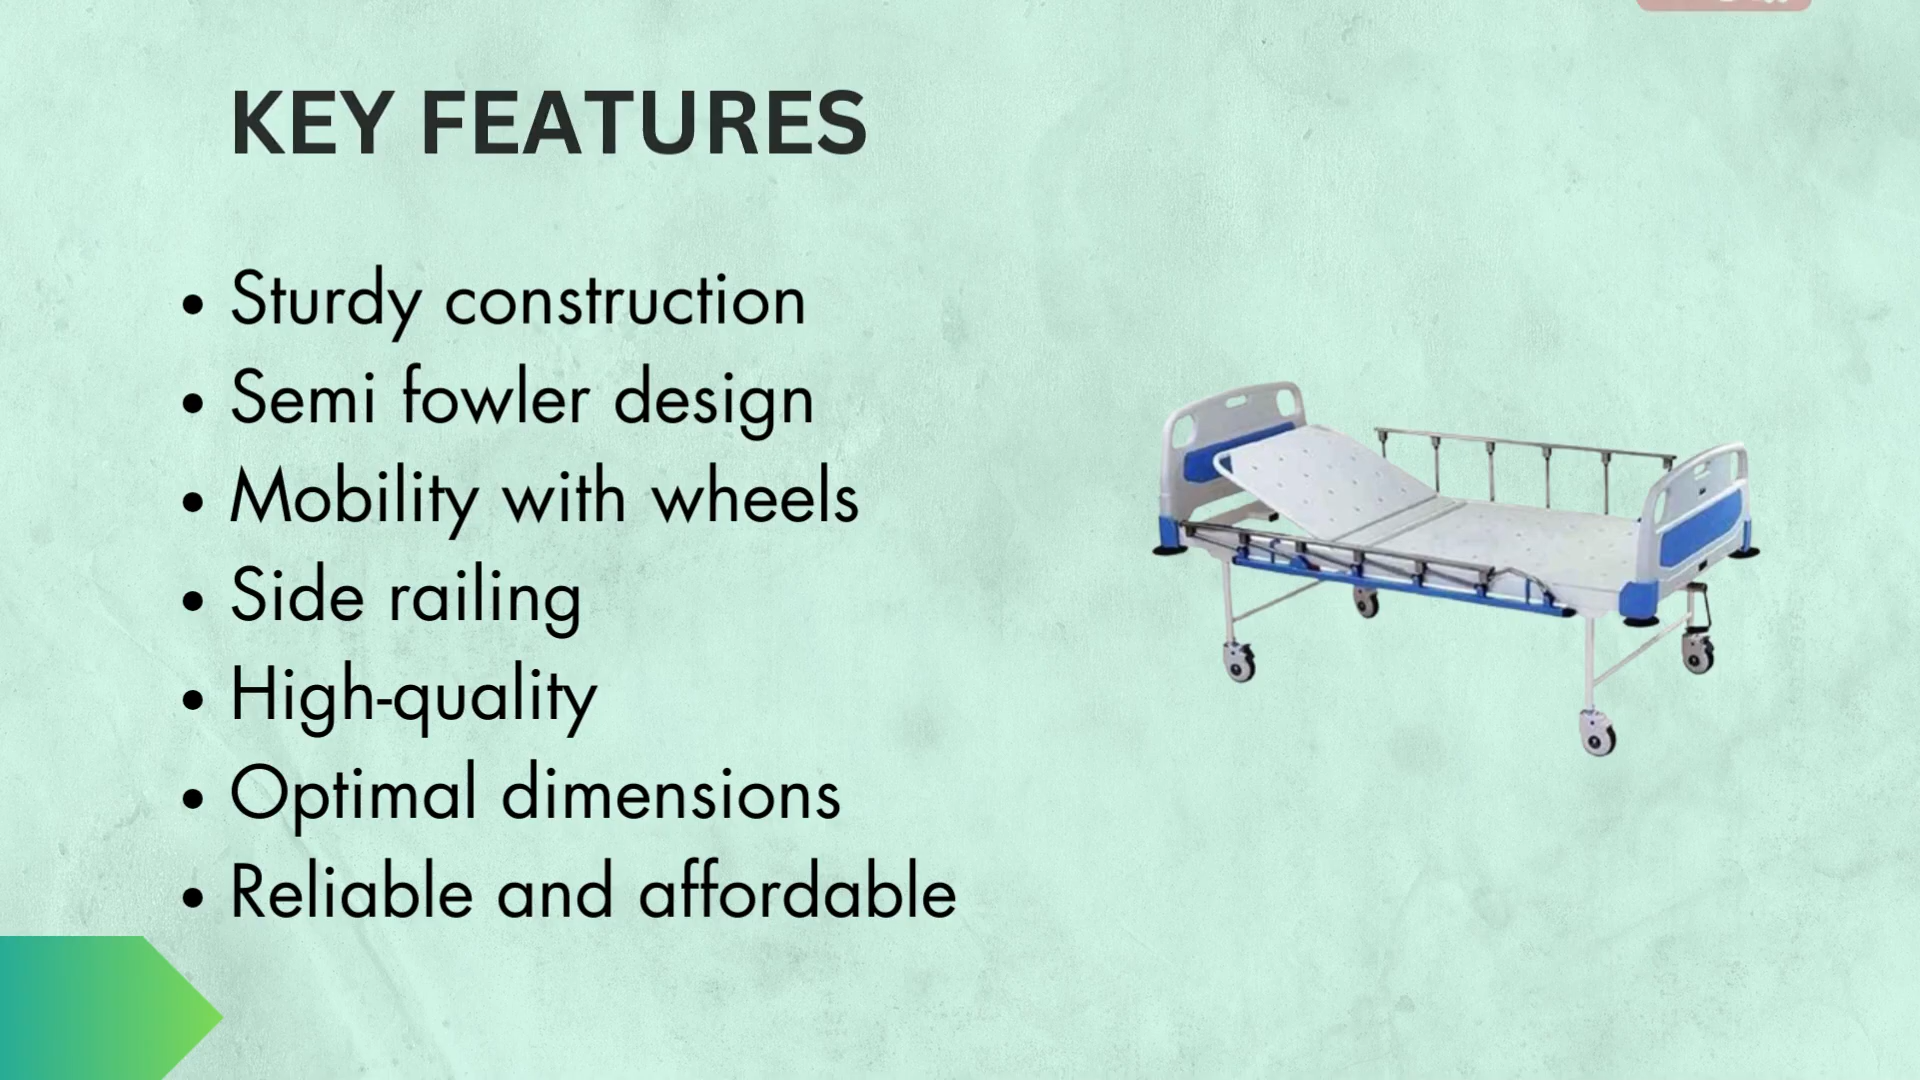 KEY FEATURES
• Sturdy construction
• Semi fowler design
• Mobility with wheels
• Side railing
• High-quality
• Optimal dimensions
• Reliable and affordable